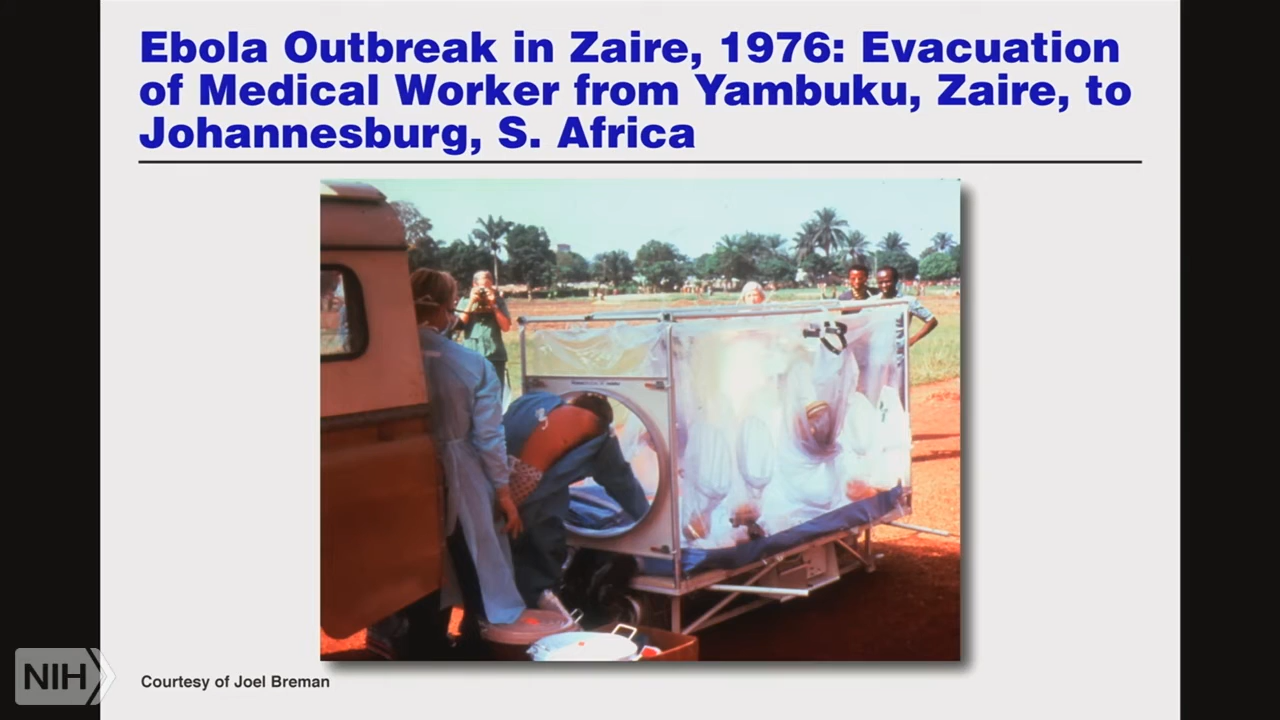 Ebola Outbreak in Zaire, 1976: Evacuation
of Medical Worker from Yambuku, Zaire, to
Johannesburg, S. Africa
NIH
Courtesy of Joel Breman